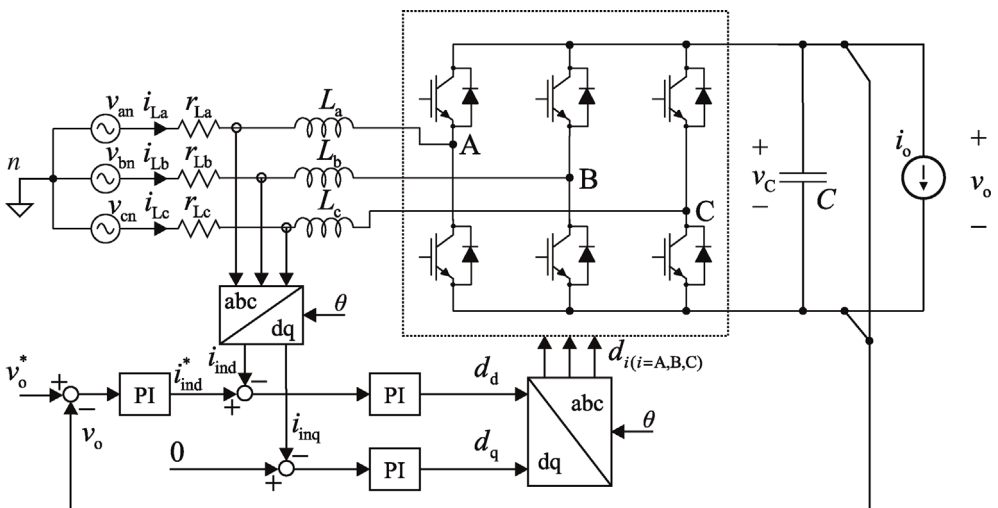 n
v_an
i_La
r_La
L_a
v_bn
i_Lb
r_Lb
L_b
v_cn
i_Lc
r_Lc
L_c
A
B
C
+
v_C
−
C
i_o
+
v_o
−
abc
dq
θ
v_o^*
+
−
v_o
PI
i_ind^*
i_ind
−
+
PI
d_d
i_inq
0
−
+
PI
d_q
d_i(i=A,B,C)
abc
dq
θ